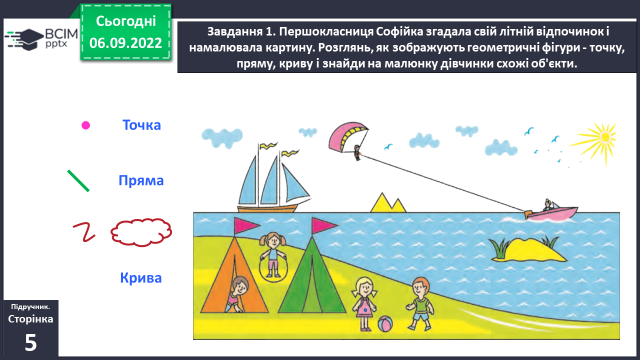 Сьогодні
06.09.2022
BCIM
pptx
Завдання 1. Першокласниця Софійка згадала свій літній відпочинок і
намалювала картину. Розглянь, як зображують геометричні фігури - точку,
пряму, криву і знайди на малюнку дівчинки схожі об'єкти.
Точка
Пряма
Крива
Підручник.
Сторінка
5